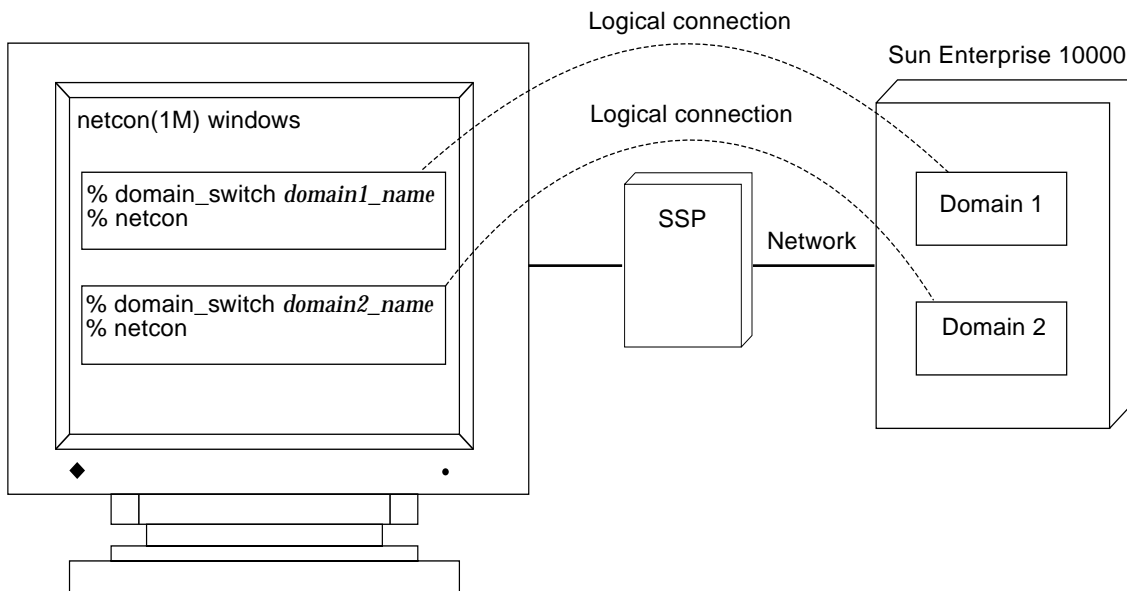 Logical connection
Sun Enterprise 10000
netcon(1M) windows
Logical connection
% domain_switch domain1_name
% netcon
SSP
Domain 1
Network
% domain_switch domain2_name
% netcon
Domain 2